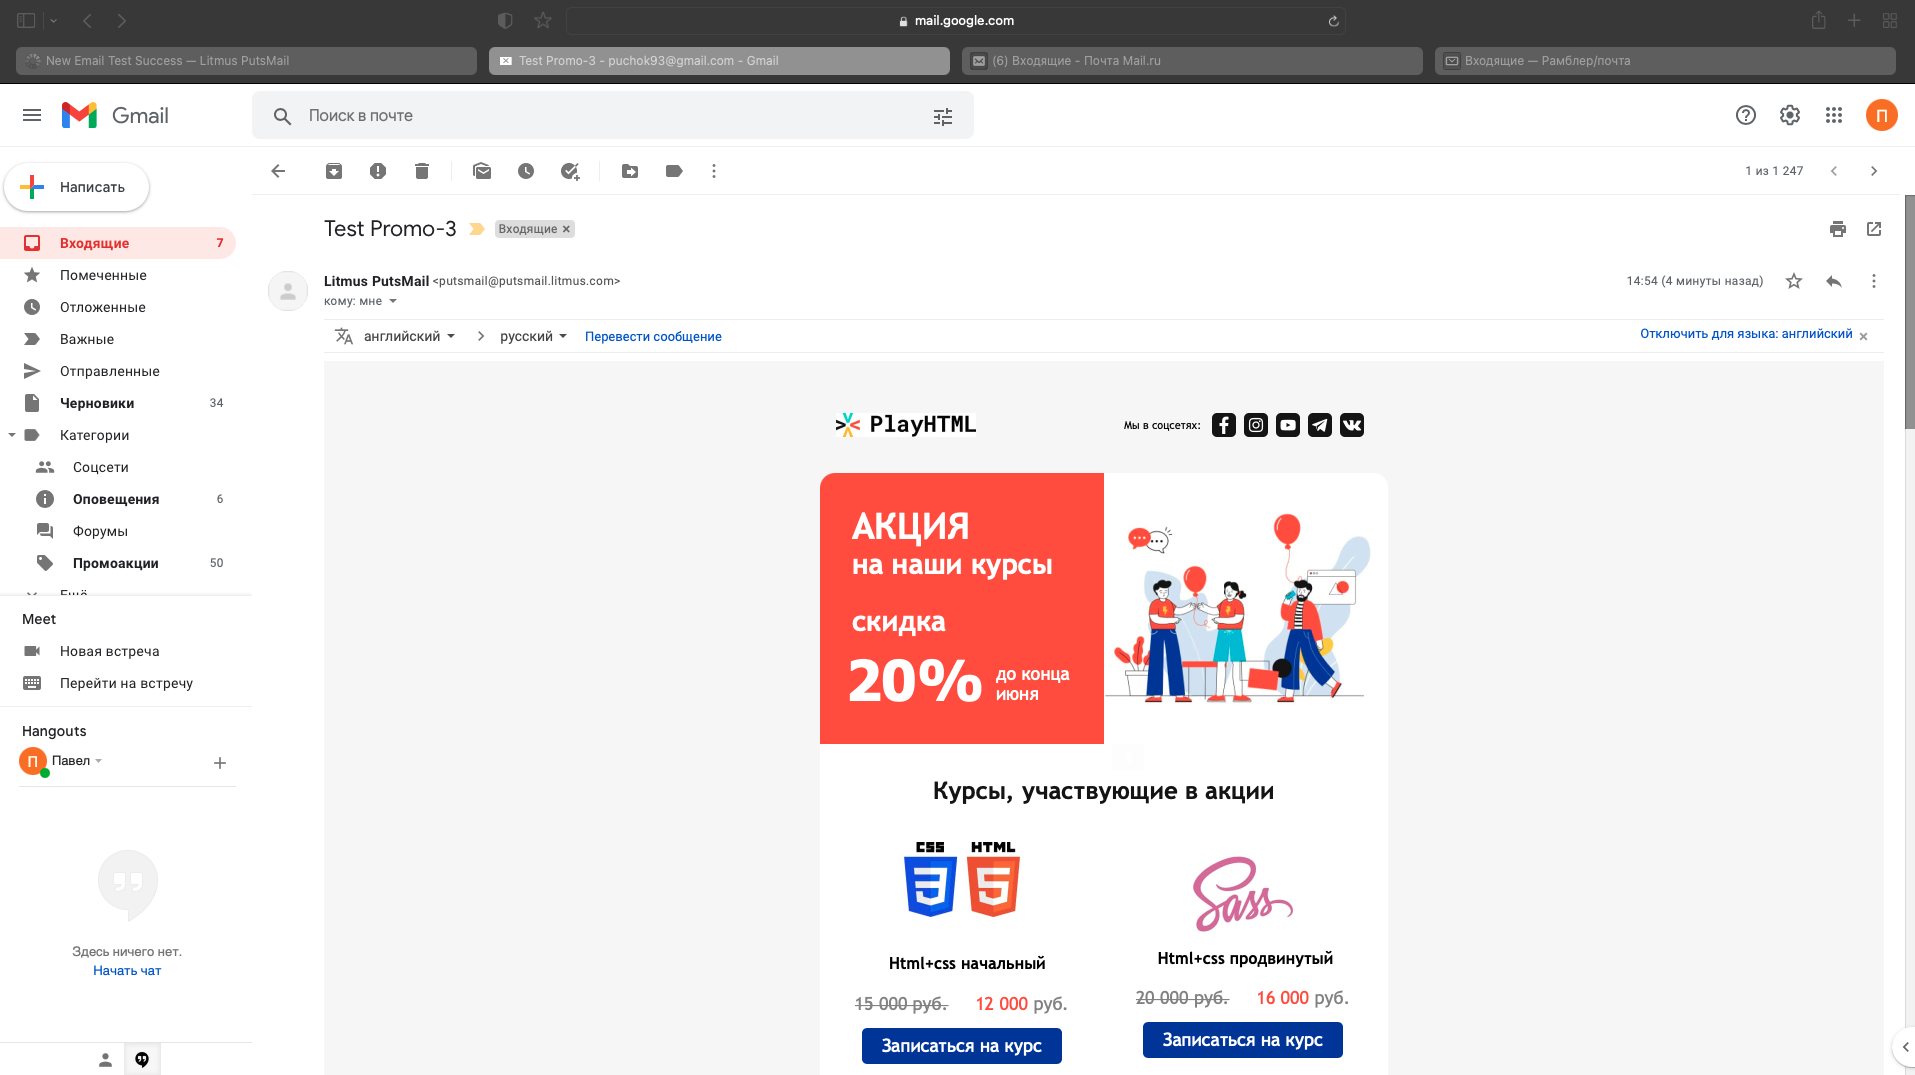 mail.google.com
New Email Test Success — Litmus PutsMail
Test Promo-3 - puchok93@gmail.com - Gmail
(6) Входящие - Почта Mail.ru
Входящие — Рамблер/почта
Gmail
Поиск в почте
П
Написать
1 из 1 247
Входящие 7
Помеченные
Отложенные
Важные
Отправленные
Черновики 34
Категории
Соцсети
Оповещения 6
Форумы
Промоакции 50
Ещё
Meet
Новая встреча
Перейти на встречу
Hangouts
П Павел
Здесь ничего нет.
Начать чат
Test Promo-3 Входящие ×
Litmus PutsMail <putsmail@putsmail.litmus.com>
14:54 (4 минуты назад)
кому: мне
английский > русский Перевести сообщение
Отключить для языка: английский ×
PlayHTML
Мы в соцсетях:
АКЦИЯ
на наши курсы
скидка
20% до конца
июня
Курсы, участвующие в акции
CSS HTML
3 5
Sass
Html+css начальный
Html+css продвинутый
15 000 руб. 12 000 руб.
20 000 руб. 16 000 руб.
Записаться на курс
Записаться на курс